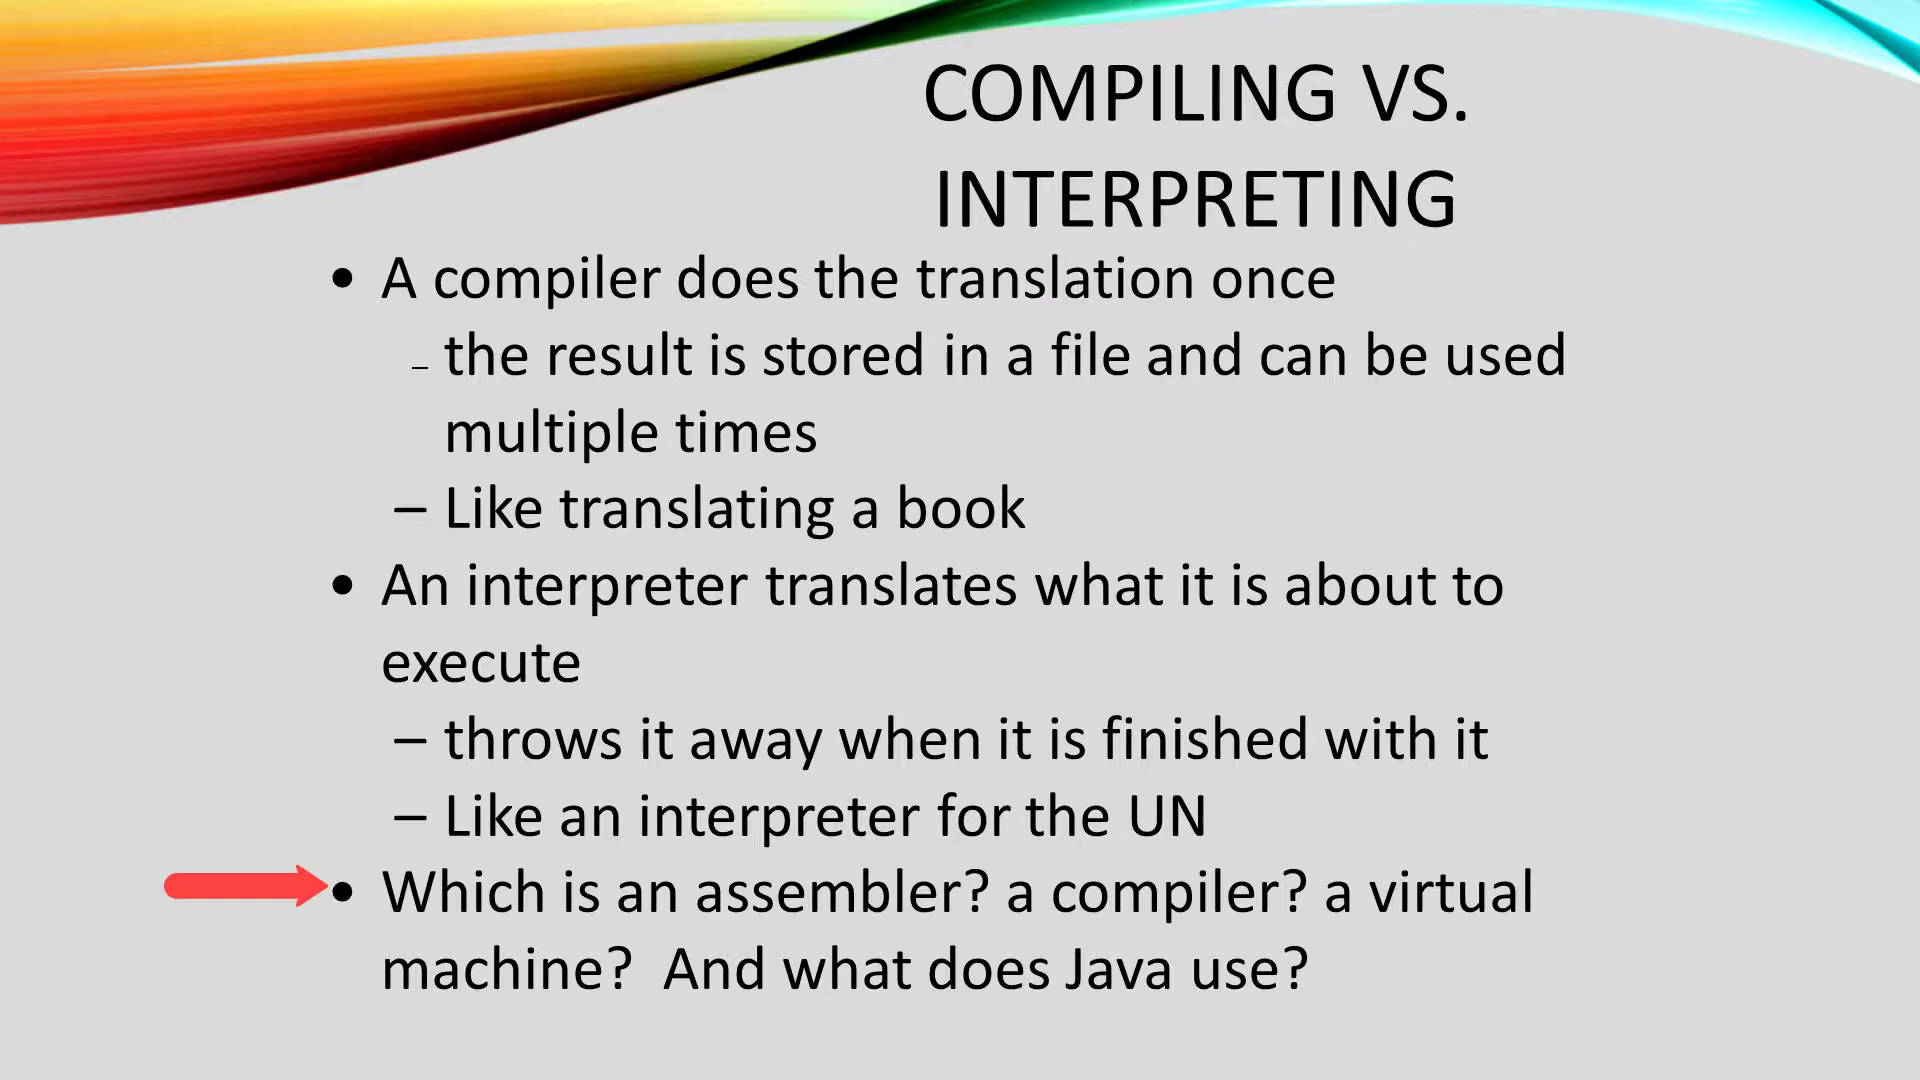 COMPILING VS.
INTERPRETING
• A compiler does the translation once
– the result is stored in a file and can be used
multiple times
– Like translating a book
• An interpreter translates what it is about to
execute
– throws it away when it is finished with it
– Like an interpreter for the UN
• Which is an assembler? a compiler? a virtual
machine?  And what does Java use?